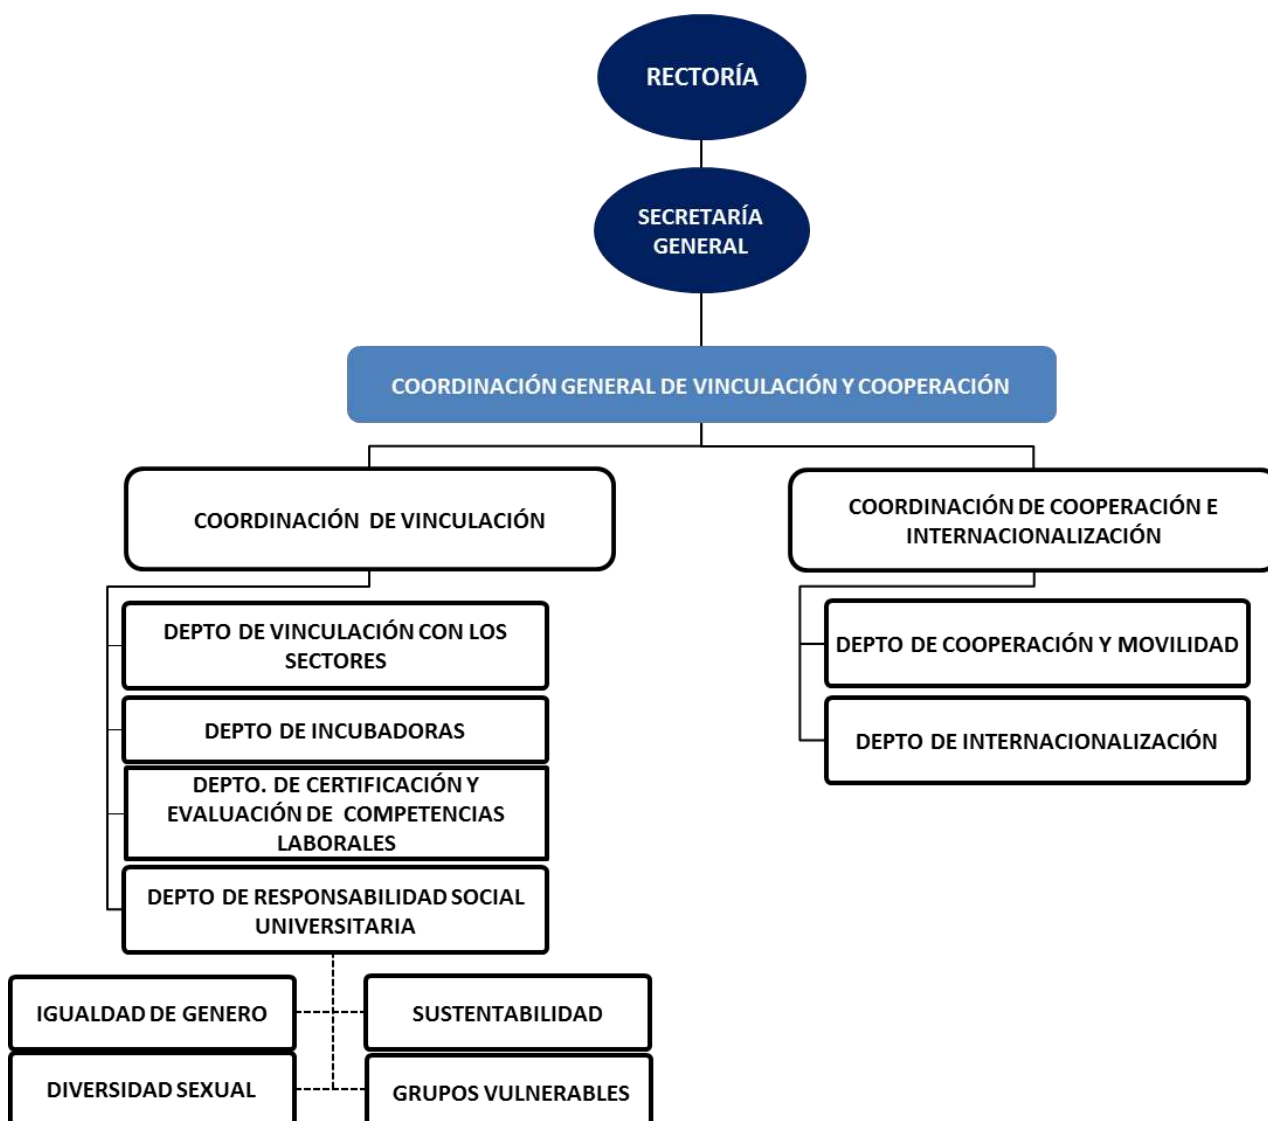 RECTORÍA
SECRETARÍA
GENERAL
COORDINACIÓN GENERAL DE VINCULACIÓN Y COOPERACIÓN
COORDINACIÓN DE VINCULACIÓN
DEPTO DE VINCULACIÓN CON LOS
SECTORES
DEPTO DE INCUBADORAS
DEPTO. DE CERTIFICACIÓN Y
EVALUACIÓN DE COMPETENCIAS
LABORALES
DEPTO DE RESPONSABILIDAD SOCIAL
UNIVERSITARIA
IGUALDAD DE GENERO
SUSTENTABILIDAD
DIVERSIDAD SEXUAL
GRUPOS VULNERABLES
COORDINACIÓN DE COOPERACIÓN E
INTERNACIONALIZACIÓN
DEPTO DE COOPERACIÓN Y MOVILIDAD
DEPTO DE INTERNACIONALIZACIÓN